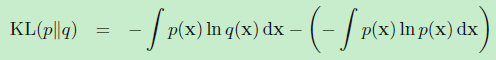 KL(p‖q) = − ∫ p(x) ln q(x) dx − ( − ∫ p(x) ln p(x) dx )